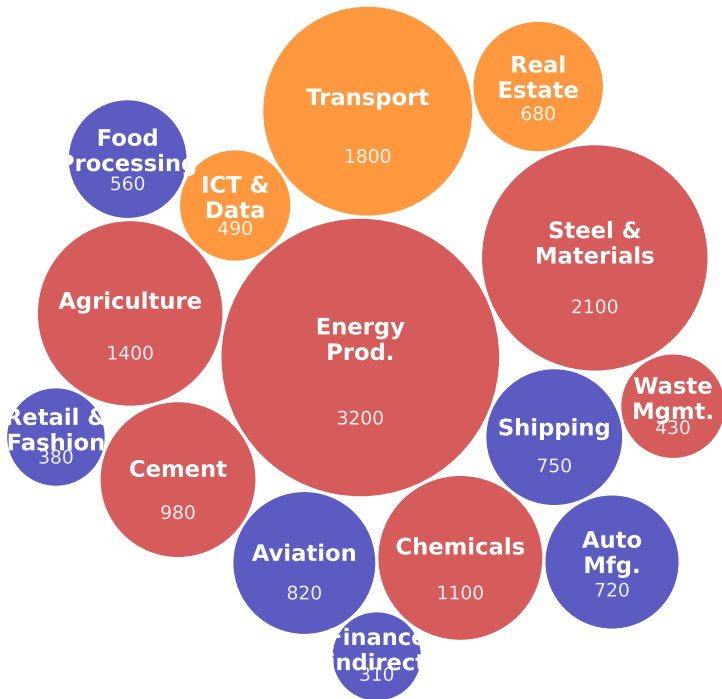 Transport
1800
Real
Estate
680
Food
Processing
560
ICT &
Data
490
Steel &
Materials
2100
Agriculture
1400
Energy
Prod.
3200
Waste
Mgmt.
430
Retail &
Fashion
380
Shipping
750
Cement
980
Aviation
820
Chemicals
1100
Auto
Mfg.
720
Finance
indirect
310